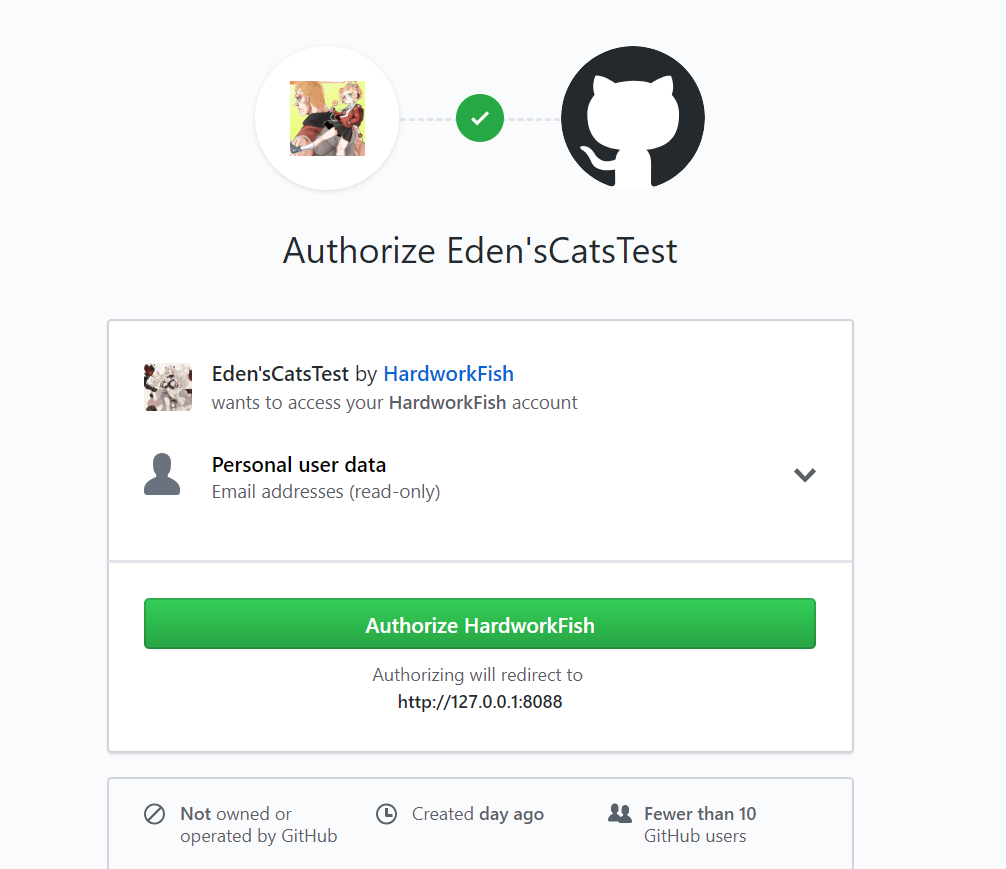 Authorize Eden'sCatsTest
Eden'sCatsTest by HardworkFish
wants to access your HardworkFish account
Personal user data
Email addresses (read-only)
Authorize HardworkFish
Authorizing will redirect to
http://127.0.0.1:8088
Not owned or
operated by GitHub
Created day ago
Fewer than 10
GitHub users